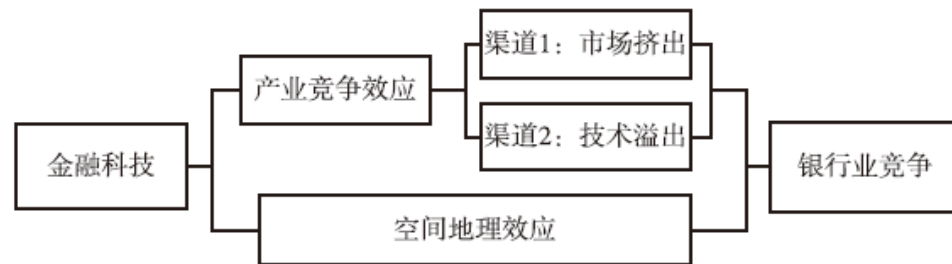 渠道1：市场挤出
产业竞争效应
渠道2：技术溢出
金融科技
银行业竞争
空间地理效应